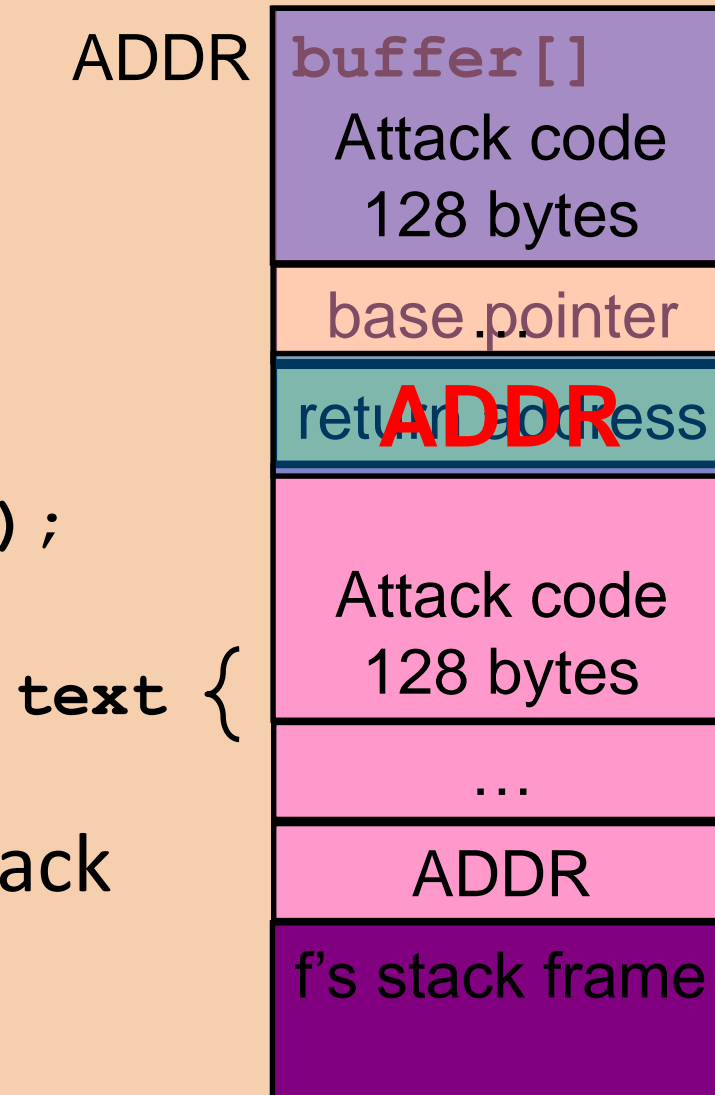 ADDR buffer[]
Attack code
128 bytes
base pointer
…
return address
ADDR
);
Attack code
128 bytes
text {
…
ack
ADDR
f's stack frame